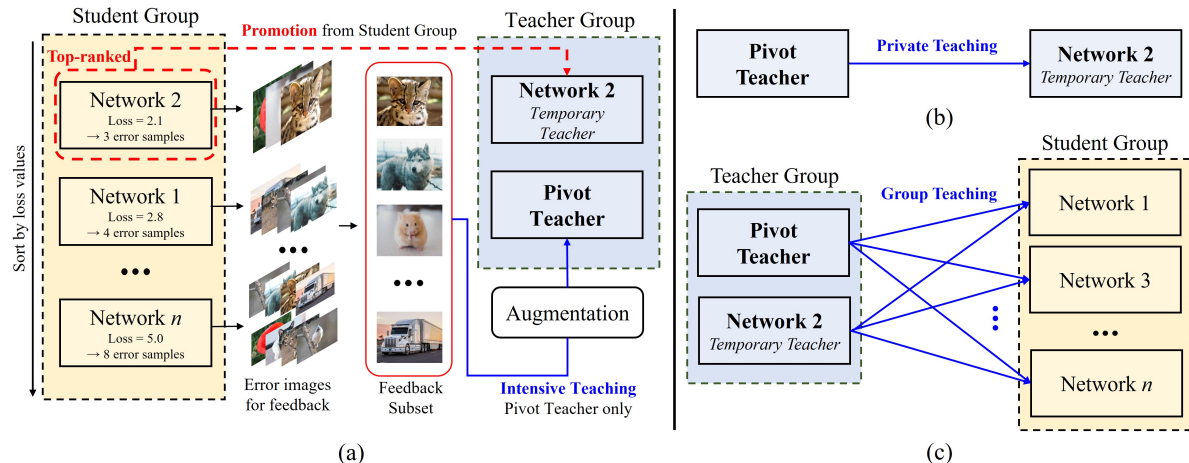 Student Group
Teacher Group
Promotion from Student Group
Top-ranked
Sort by loss values
Network 2
Loss = 2.1
→ 3 error samples
Network 1
Loss = 2.8
→ 4 error samples
•••
Network n
Loss = 5.0
→ 8 error samples
•••
Error images
for feedback
•••
Feedback
Subset
Network 2
Temporary
Teacher
Pivot
Teacher
Augmentation
Intensive Teaching
Pivot Teacher only
(a)
Pivot
Teacher
Private Teaching
Network 2
Temporary Teacher
(b)
Student Group
Teacher Group
Group Teaching
Pivot
Teacher
Network 2
Temporary Teacher
•••
Network 1
Network 3
•••
Network n
(c)